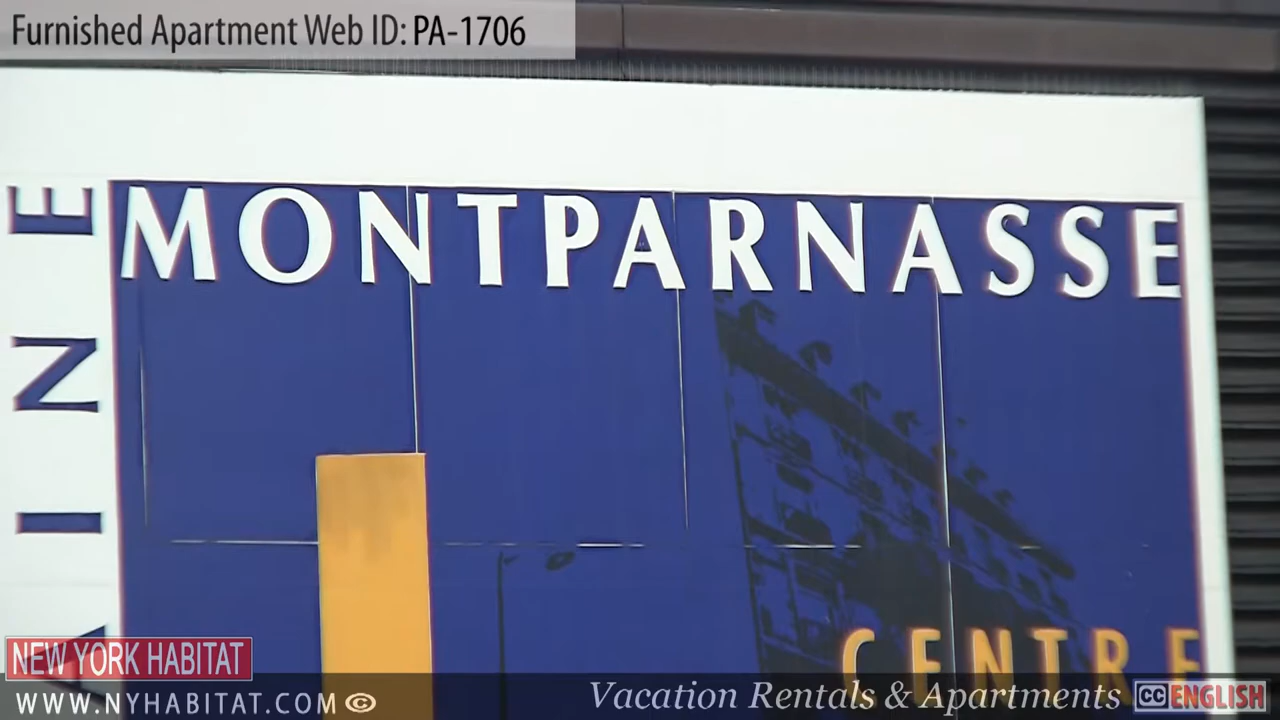 Furnished Apartment Web ID: PA-1706
MONTPARNASSE
AINE
CENTRE
NEW YORK HABITAT
WWW.NYHABITAT.COM ©
Vacation Rentals & Apartments
CC ENGLISH